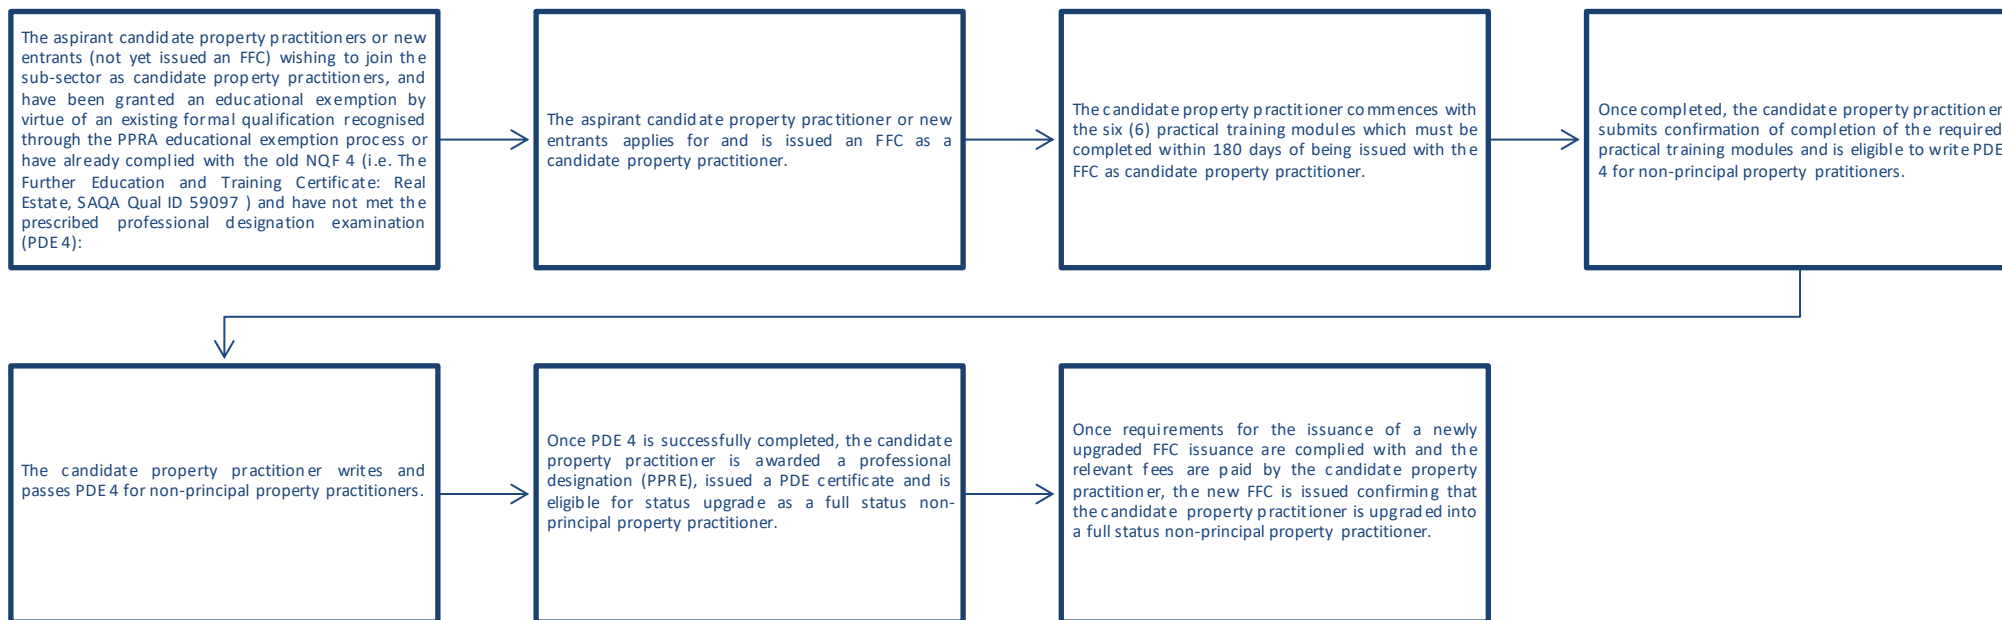 The aspirant candidate property practitioners or new
entrants (not yet issued an FFC) wishing to join the
sub-sector as candidate property practitioners, and
have been granted an educational exemption by
virtue of an existing formal qualification recognised
through the PPRA educational exemption process or
have already complied with the old NQF 4 (i.e. The
Further Education and Training Certificate: Real
Estate, SAQA Qual ID 59097 ) and have not met the
prescribed professional designation examination
(PDE 4):
The aspirant candidate property practitioner or new
entrants applies for and is issued an FFC as a
candidate property practitioner.
The candidate property practitioner commences with
the six (6) practical training modules which must be
completed within 180 days of being issued with the
FFC as candidate property practitioner.
Once completed, the candidate property practitioner
submits confirmation of completion of the required
practical training modules and is eligible to write PDE
4 for non-principal property pratitioners.
The candidate property practitioner writes and
passes PDE 4 for non-principal property practitioners.
Once PDE 4 is successfully completed, the candidate
property practitioner is awarded a professional
designation (PPRE), issued a PDE certificate and is
eligible for status upgrade as a full status non-
principal property practitioner.
Once requirements for the issuance of a newly
upgraded FFC issuance are complied with and the
relevant fees are paid by the candidate property
practitioner, the new FFC is issued confirming that
the candidate property practitioner is upgraded into
a full status non-principal property practitioner.